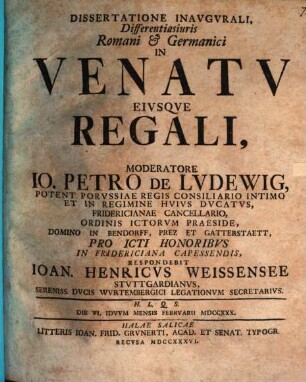 DISSERTATIONE INAVGVRALI,
Differentiasiuris
Romani & Germanici
IN
VENATV
EIVSQVE
REGALI,
MODERATORE
IO. PETRO DE LVDEWIG,
POTENT. PORVSSIAE REGIS CONSILIARIO INTIMO
ET IN REGIMINE HVIVS DVCATVS,
FRIDERICIANAE CANCELLARIO,
ORDINIS ICTORVM PRAESIDE,
DOMINO IN BENDORFF, PREZ ET GATTERSTAETT,
PRO ICTI HONORIBVS
IN FRIDERICIANA CAPESSENDIS,
RESPONDEBIT
IOAN. HENRICVS WEISSENSEE
STVTTGARDIANVS,
SERENISS. DVCIS WVRTEMBERGICI LEGATIONVM SECRETARIVS.
H. L. Q. S.
DIE VI. IDVVM MENSIS FEBRVARII MDCCXXX.
HALAE SALICAE
LITTERIS IOAN. FRID. GRVNERTI, ACAD. ET SENAT. TYPOGR.
RECVSA MDCCXXXVI.